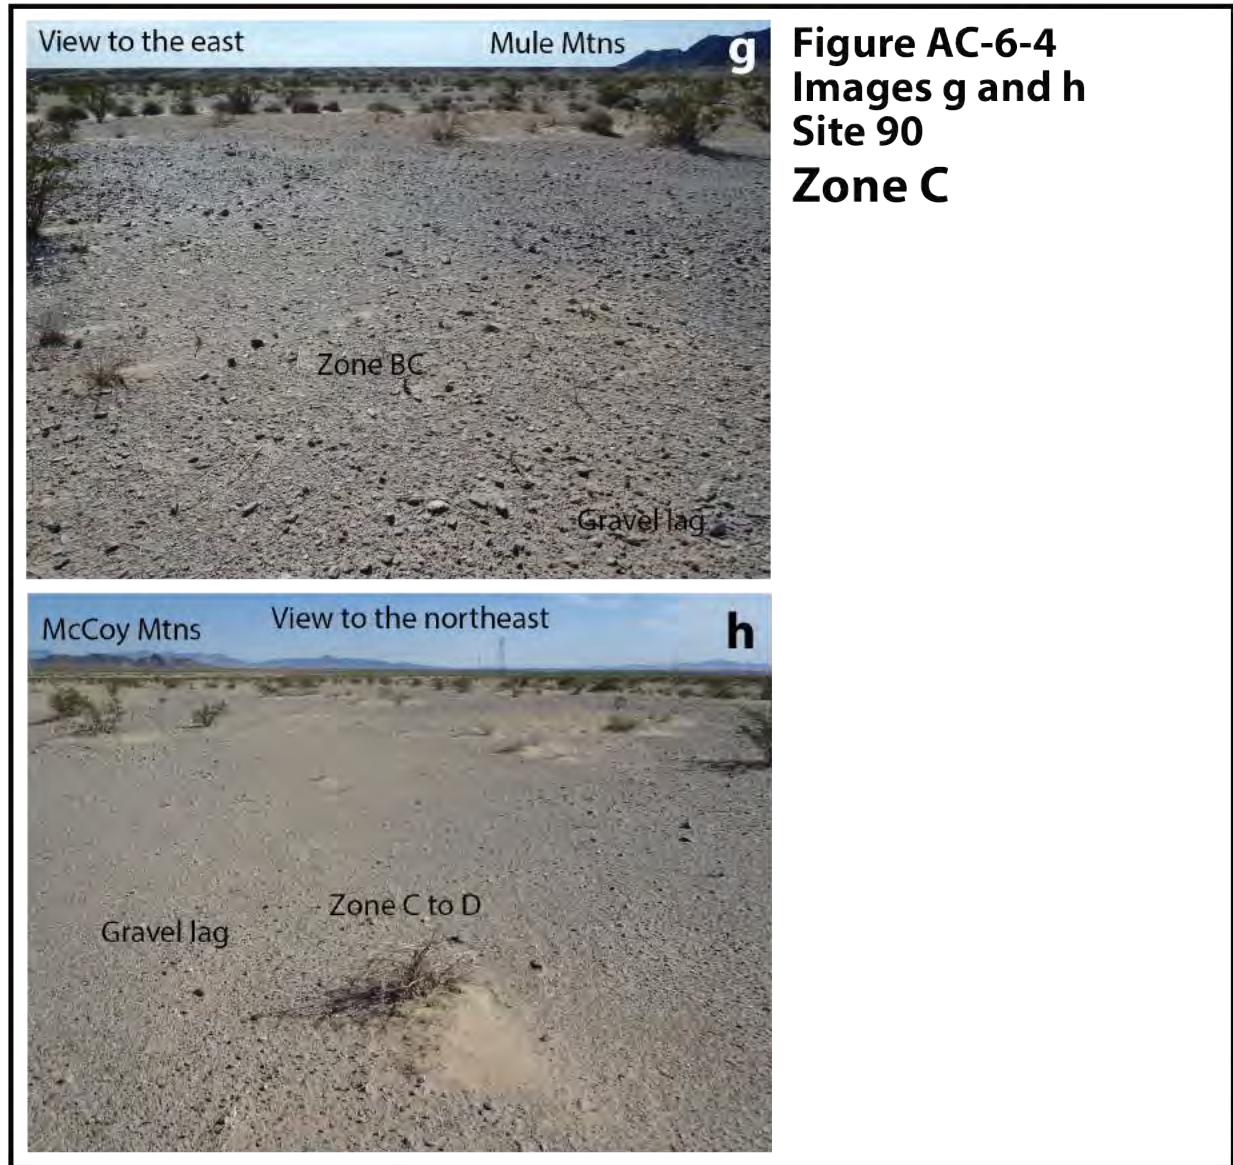 View to the east
Mule Mtns
g
Zone BC
Gravel lag
Figure AC-6-4
Images g and h
Site 90
Zone C
McCoy Mtns
View to the northeast
h
Zone C to D
Gravel lag